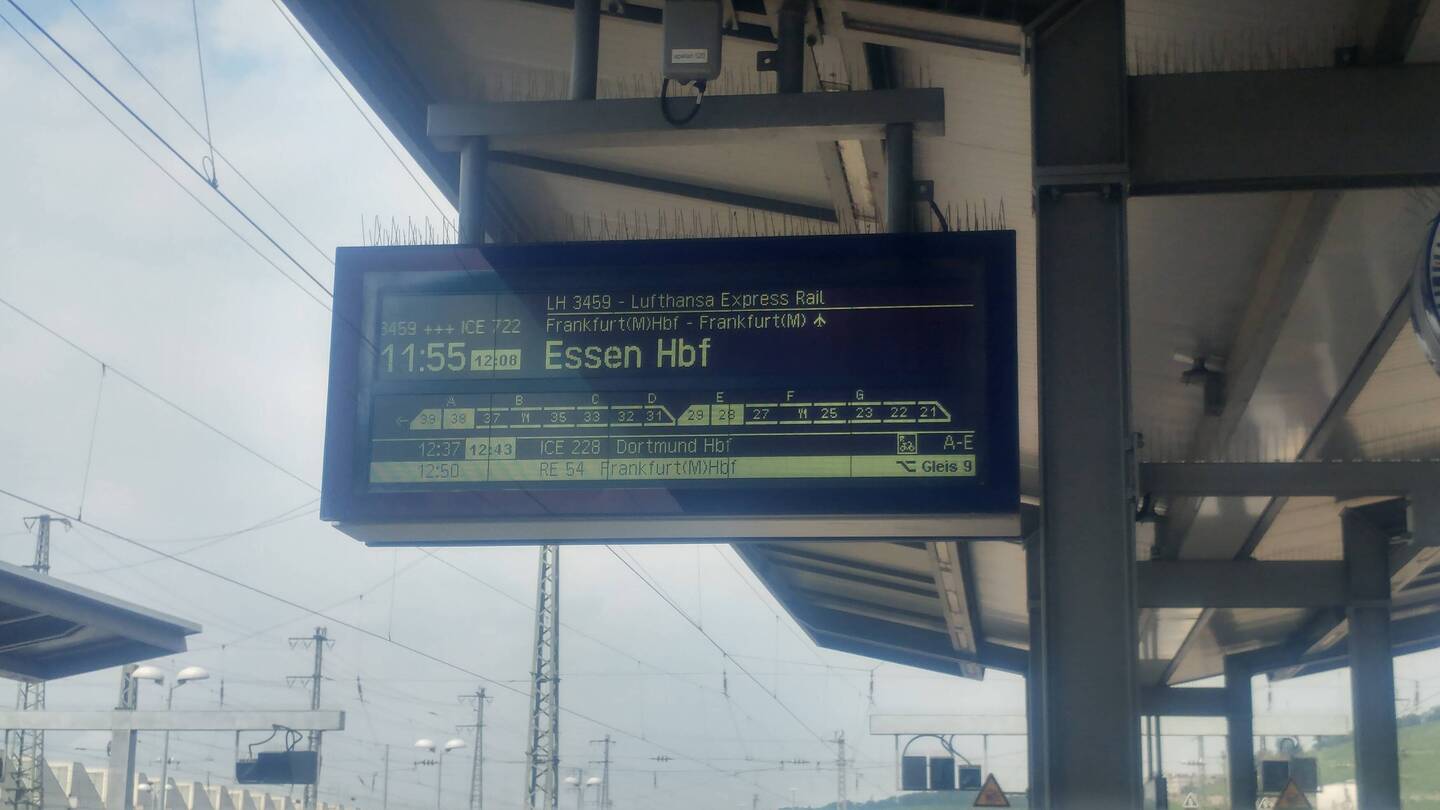 LH 3459 - Lufthansa Express Rail
3459 +++ ICE 722 Frankfurt(M)Hbf - Frankfurt(M)
11:55 12:08 Essen Hbf
A B C D E F G
39 38 37 35 33 32 31 29 28 27 25 23 22 21
12:37 12:43 ICE 228 Dortmund Hbf A-E
12:50 RE 54 Frankfurt(M)Hbf Gleis 9